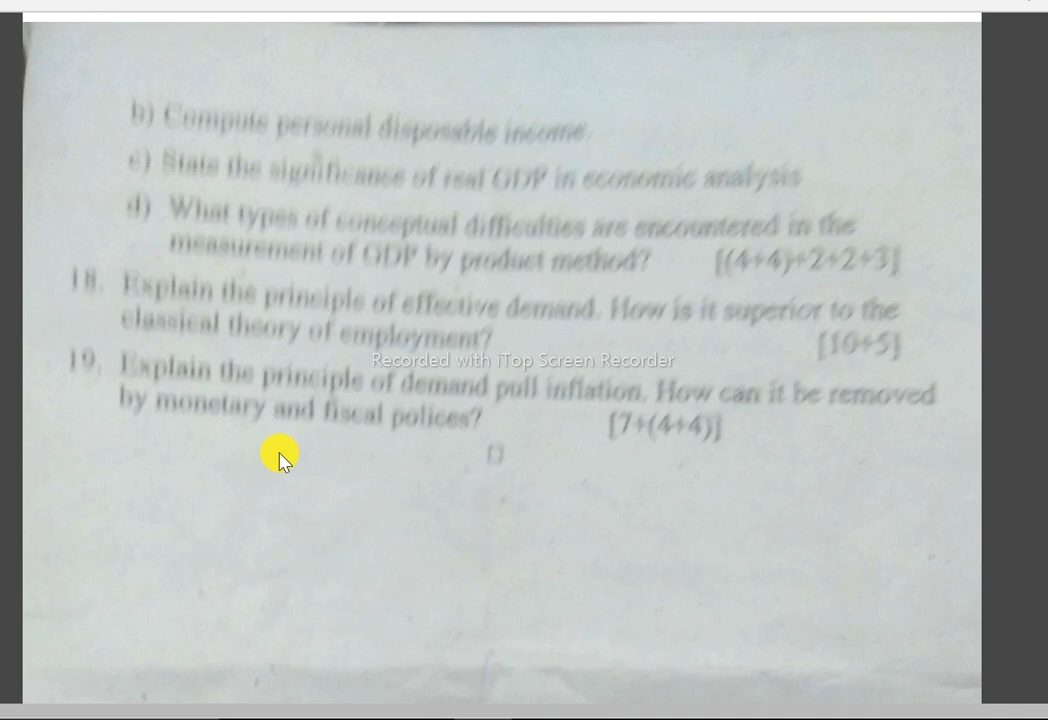 b) Compute personal disposable income.
c) State the significance of real GDP in economic analysis
d) What types of conceptual difficulties are encountered in the
measurement of GDP by product method? [(4+4)+2+2+3]
18. Explain the principle of effective demand. How is it superior to the
classical theory of employment? [10+5]
19. Explain the principle of demand pull inflation. How can it be removed
by monetary and fiscal polices? [7+(4+4)]
Recorded with iTop Screen Recorder